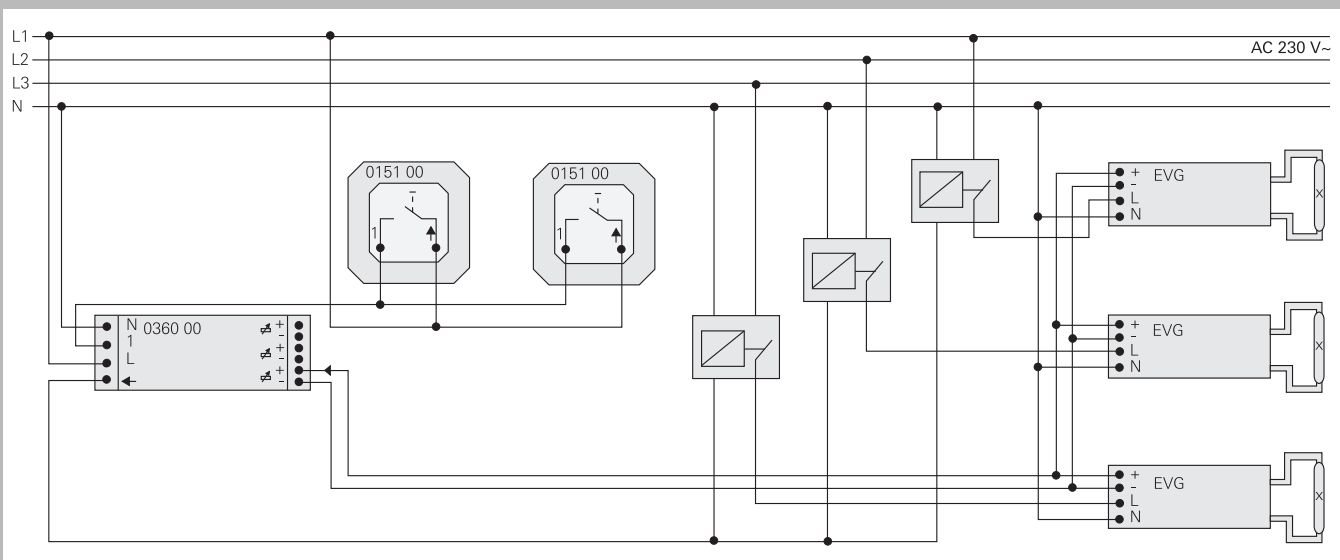 L1
AC 230 V~
L2
L3
N
0151 00
1
0151 00
1
+ EVG
-
L
N
x
N 0360 00
1
L
+
-
+
-
+
-
+ EVG
-
L
N
x
+ EVG
-
L
N
x